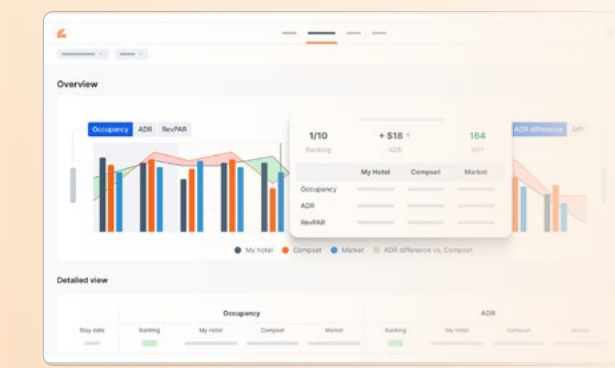 Overview
Occupancy ADR RevPAR
1/10 + $18 ↑ 164
Ranking ADR MPI
ADR difference MPI
My Hotel Compset Market
Occupancy
ADR
RevPAR
My hotel Compset Market ADR difference vs. Compset
Detailed view
Occupancy ADR
Stay date Ranking My Hotel Compset Market Ranking My Hotel Compset Market